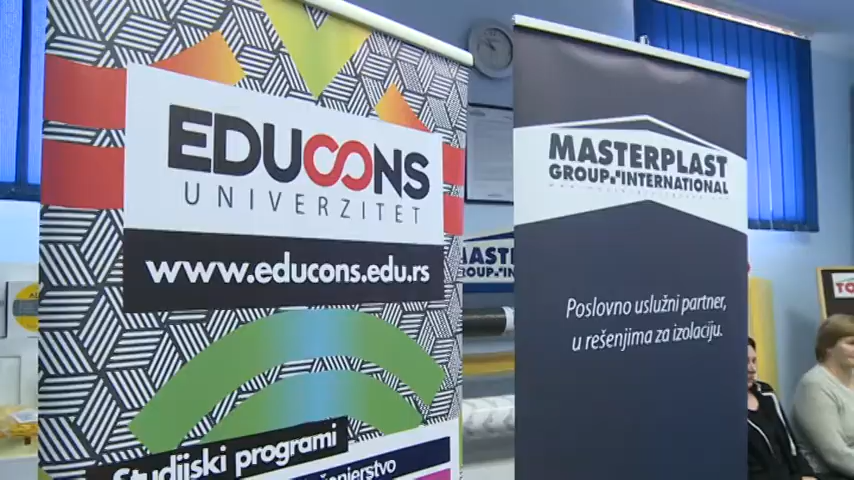 EDUCONS
UNIVERZITET
www.educons.edu.rs
Studijski programi
MASTERPLAST
GROUP INTERNATIONAL
Poslovno uslužni partner,
u rešenjima za izolaciju.